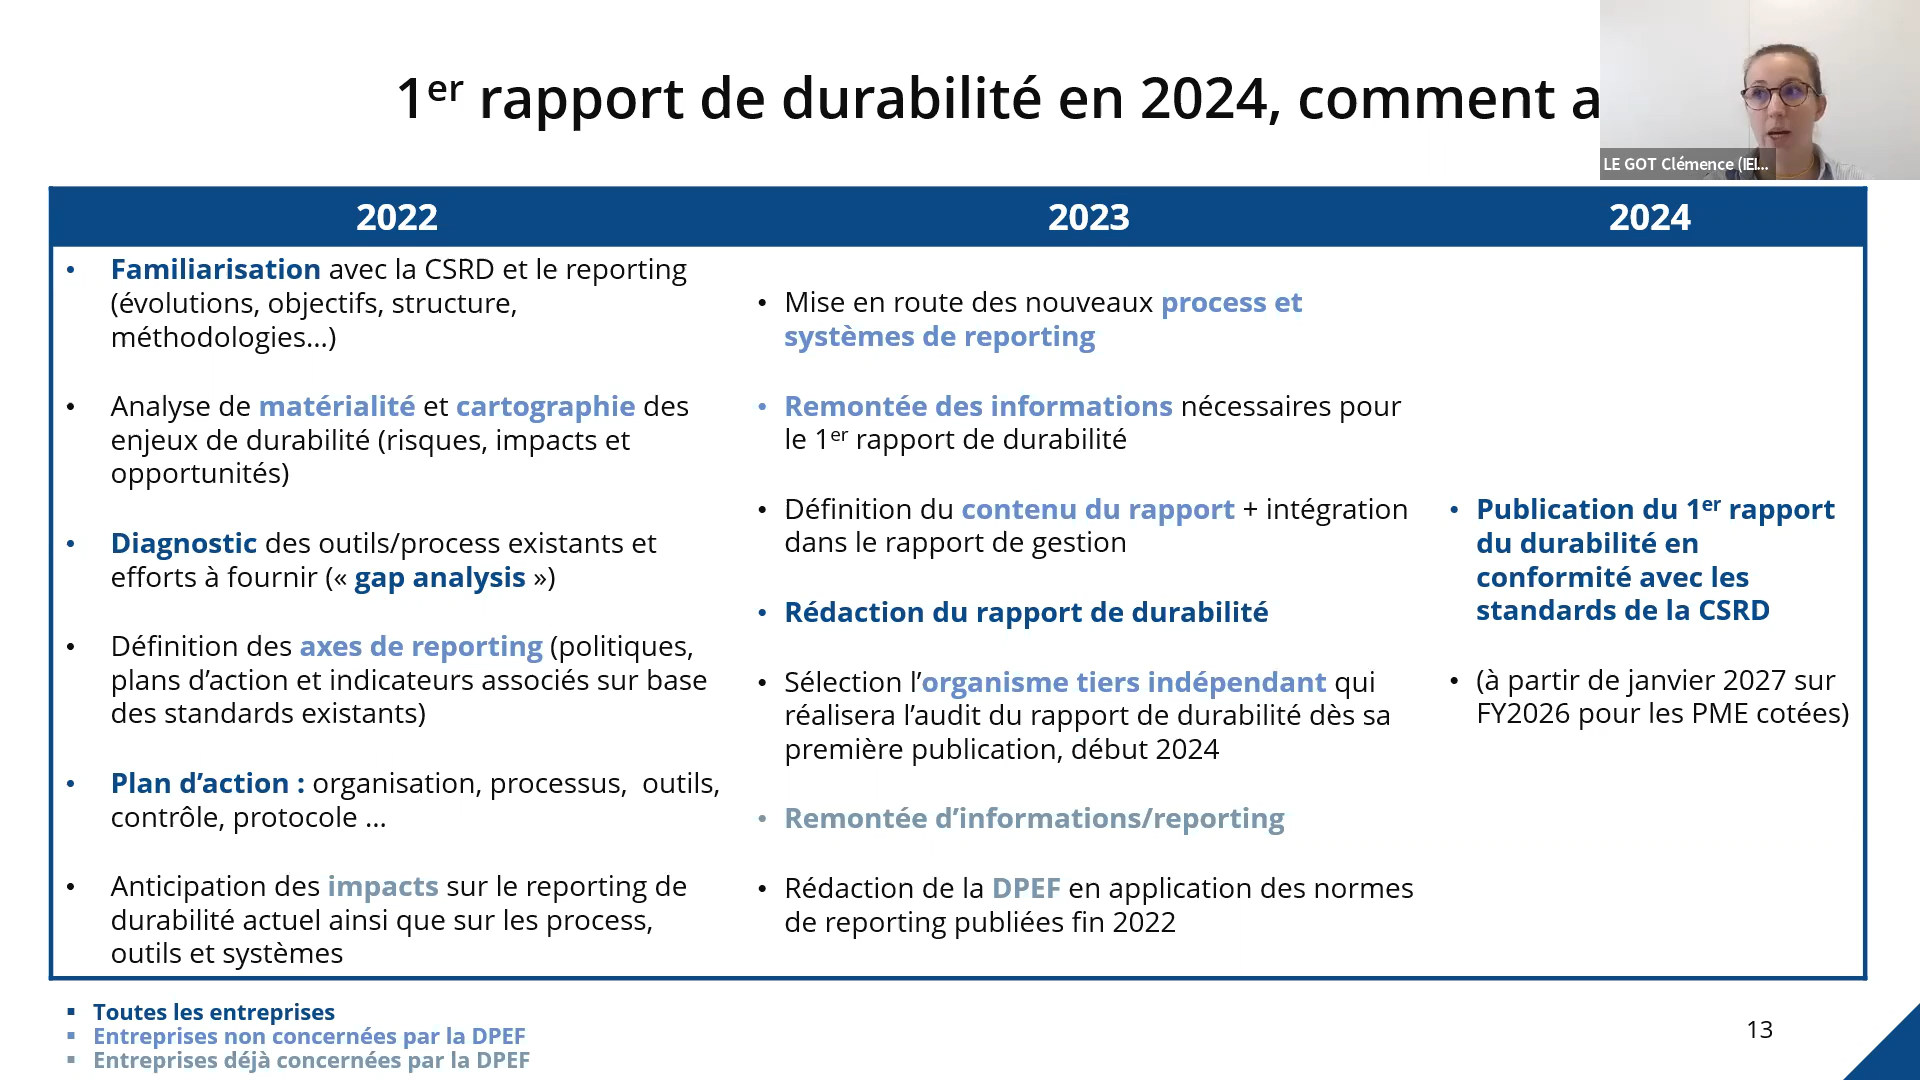 1er rapport de durabilité en 2024, comment a
LE GOT Clémence (IEI...
2022
2023
2024
• Familiarisation avec la CSRD et le reporting
(évolutions, objectifs, structure,
méthodologies...)
• Analyse de matérialité et cartographie des
enjeux de durabilité (risques, impacts et
opportunités)
• Diagnostic des outils/process existants et
efforts à fournir (« gap analysis »)
• Définition des axes de reporting (politiques,
plans d’action et indicateurs associés sur base
des standards existants)
• Plan d’action : organisation, processus, outils,
contrôle, protocole ...
• Anticipation des impacts sur le reporting de
durabilité actuel ainsi que sur les process,
outils et systèmes
• Mise en route des nouveaux process et
systèmes de reporting
• Remontée des informations nécessaires pour
le 1er rapport de durabilité
• Définition du contenu du rapport + intégration
dans le rapport de gestion
• Rédaction du rapport de durabilité
• Sélection l’organisme tiers indépendant qui
réalisera l’audit du rapport de durabilité dès sa
première publication, début 2024
• Remontée d’informations/reporting
• Rédaction de la DPEF en application des normes
de reporting publiées fin 2022
• Publication du 1er rapport
du durabilité en
conformité avec les
standards de la CSRD
• (à partir de janvier 2027 sur
FY2026 pour les PME cotées)
▪ Toutes les entreprises
▪ Entreprises non concernées par la DPEF
▪ Entreprises déjà concernées par la DPEF
13